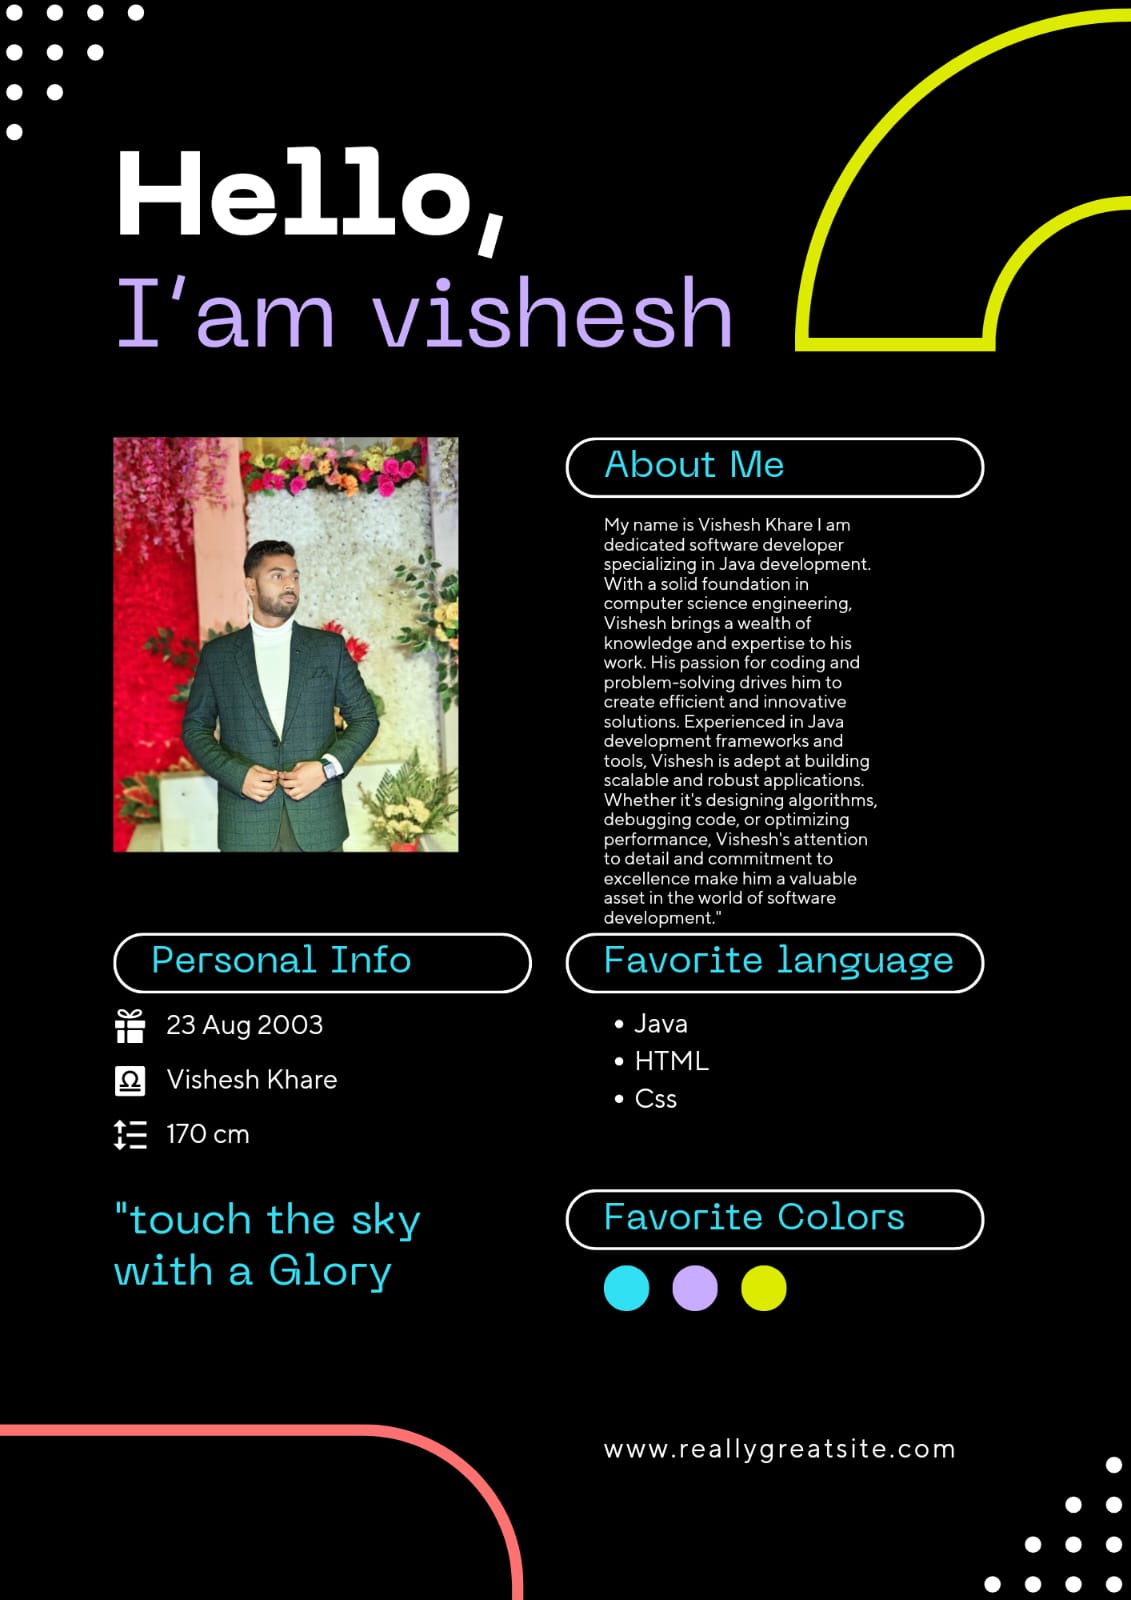 Hello,
I'am vishesh
About Me
My name is Vishesh Khare I am
dedicated software developer
specializing in Java development.
With a solid foundation in
computer science engineering,
Vishesh brings a wealth of
knowledge and expertise to his
work. His passion for coding and
problem-solving drives him to
create efficient and innovative
solutions. Experienced in Java
development frameworks and
tools, Vishesh is adept at building
scalable and robust applications.
Whether it's designing algorithms,
debugging code, or optimizing
performance, Vishesh's attention
to detail and commitment to
excellence make him a valuable
asset in the world of software
development."
Personal Info
23 Aug 2003
Vishesh Khare
170 cm
"touch the sky
with a Glory
Favorite language
• Java
• HTML
• Css
Favorite Colors
www.reallygreatsite.com